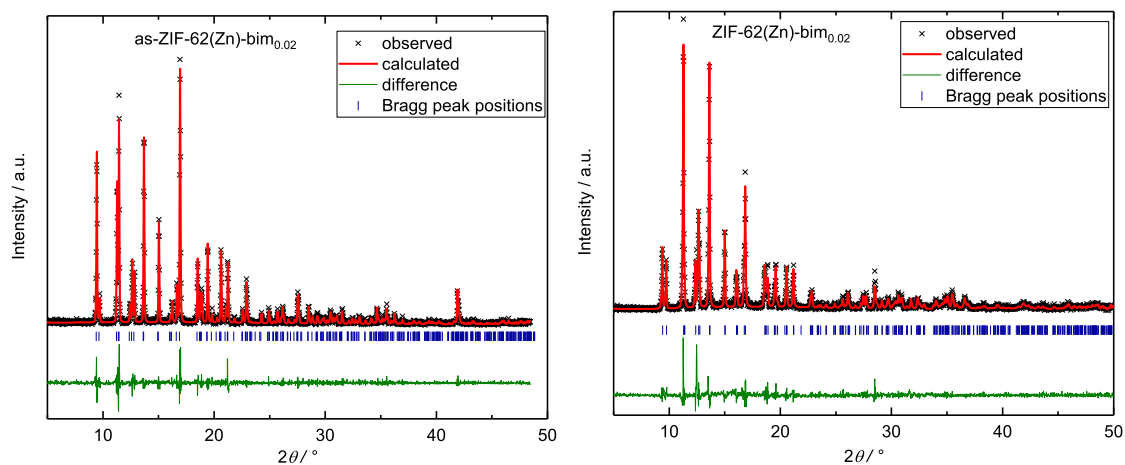 as-ZIF-62(Zn)-bim0.02
× observed
calculated
difference
| Bragg peak positions
Intensity / a.u.
10 20 30 40 50
2θ / °
ZIF-62(Zn)-bim0.02
× observed
calculated
difference
| Bragg peak positions
Intensity / a.u.
10 20 30 40 50
2θ / °